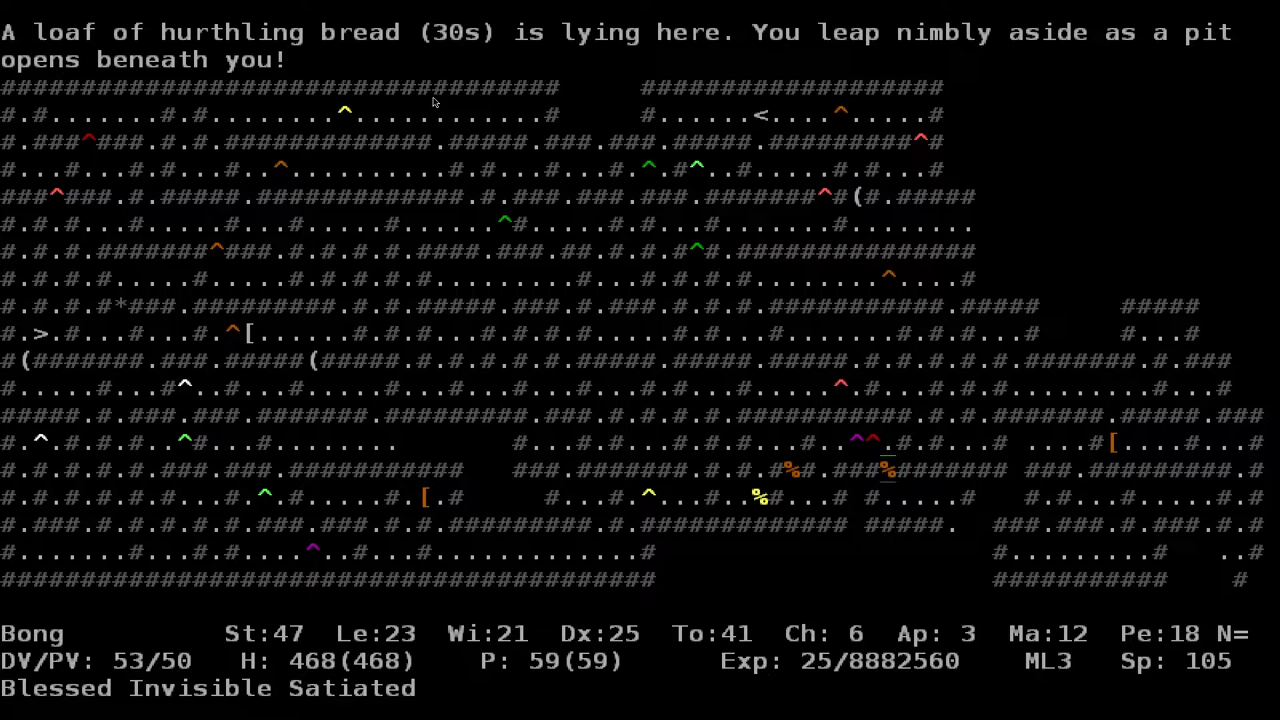 A loaf of hurthling bread (30s) is lying here. You leap nimbly aside as a pit
opens beneath you!
Bong St:47 Le:23 Wi:21 Dx:25 To:41 Ch: 6 Ap: 3 Ma:12 Pe:18 N=
DV/PV: 53/50 H: 468(468) P: 59(59) Exp: 25/8882560 ML3 Sp: 105
Blessed Invisible Satiated